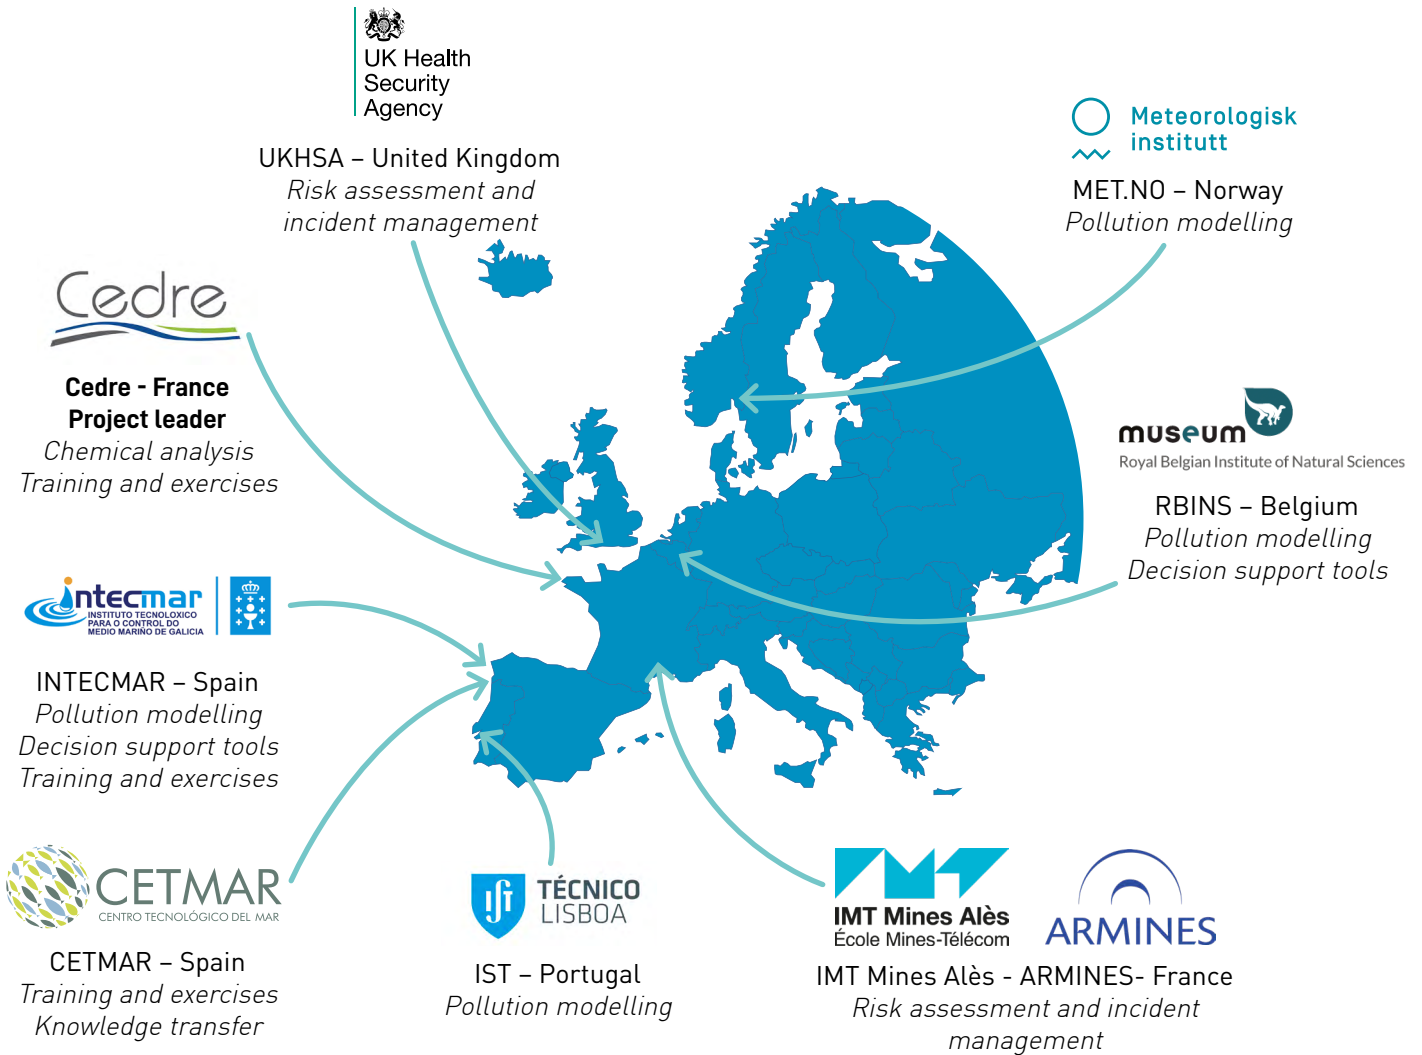 UK Health
Security
Agency
UKHSA – United Kingdom
Risk assessment and
incident management
Meteorologisk
institutt
MET.NO – Norway
Pollution modelling
Cedre
Cedre - France
Project leader
Chemical analysis
Training and exercises
museum
Royal Belgian Institute of Natural Sciences
RBINS – Belgium
Pollution modelling
Decision support tools
intecmar
INSTITUTO TECNOLOXICO
PARA O CONTROL DO
MEDIO MARIÑO DE GALICIA
INTECMAR – Spain
Pollution modelling
Decision support tools
Training and exercises
CETMAR
CENTRO TECNOLÓGICO DEL MAR
CETMAR – Spain
Training and exercises
Knowledge transfer
IST
TÉCNICO
LISBOA
IST – Portugal
Pollution modelling
IMT
IMT Mines Alès
École Mines-Télécom
ARMINES
IMT Mines Alès - ARMINES- France
Risk assessment and incident
management